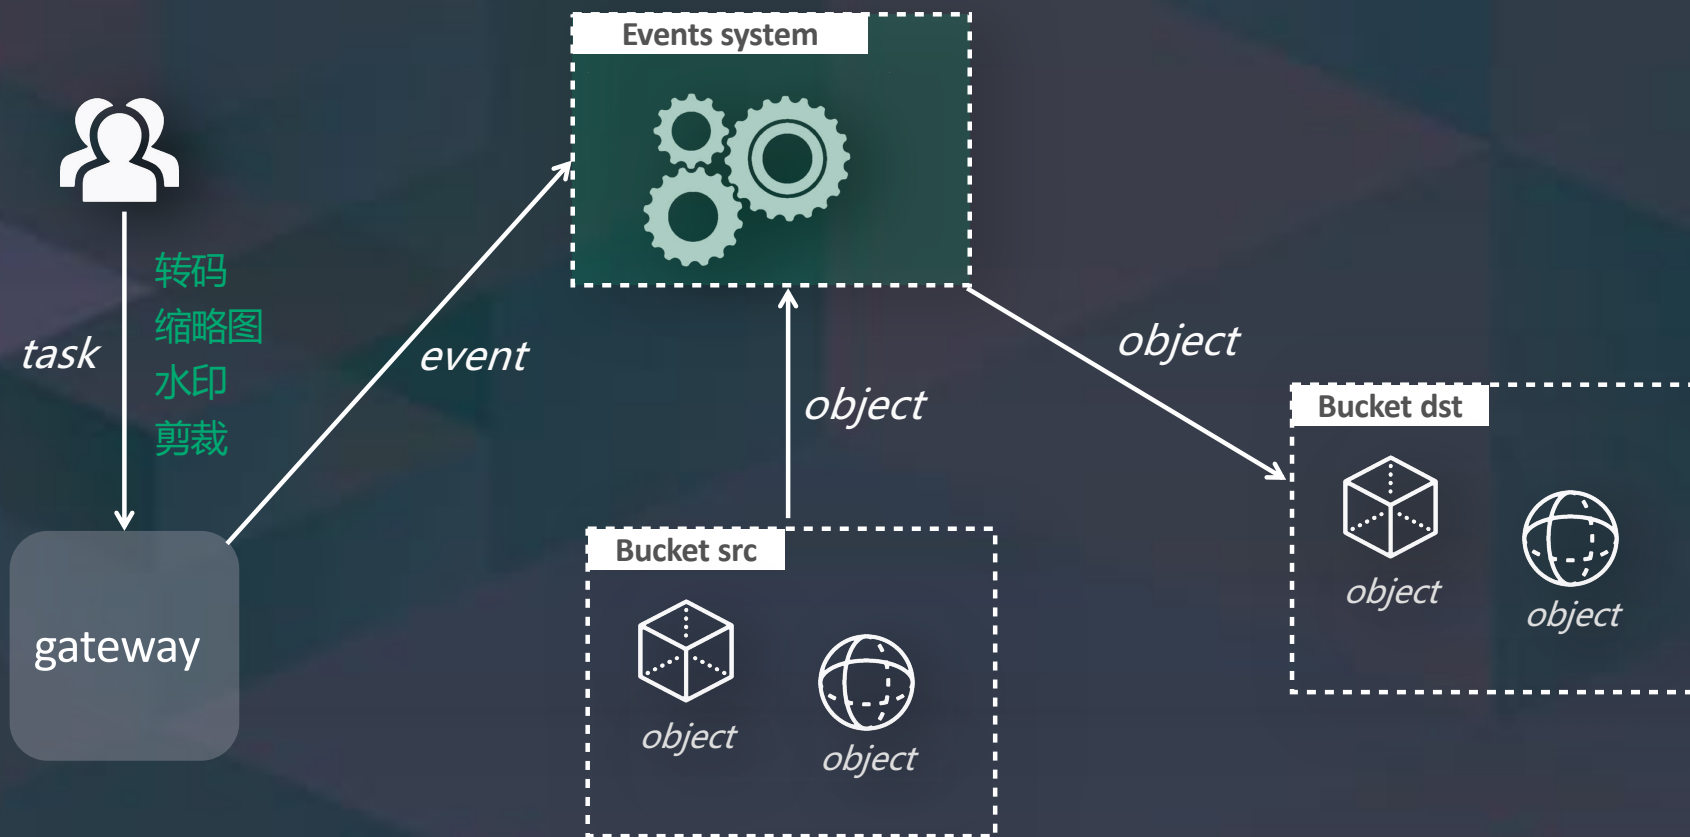 Events system
转码
缩略图
水印
剪裁
task
event
object
object
Bucket dst
object
object
Bucket src
object
object
gateway